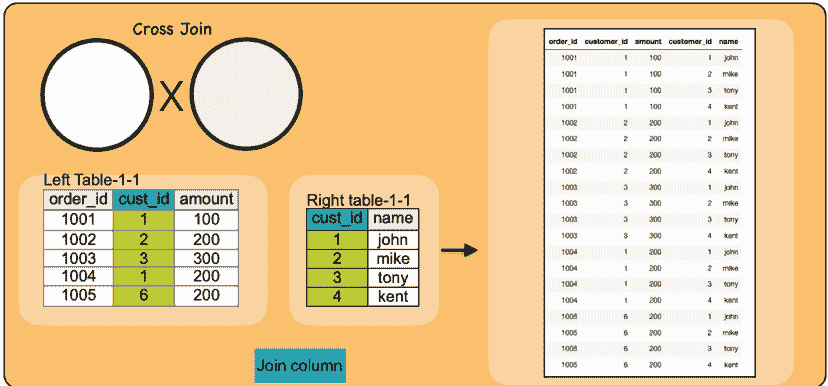 Cross Join
X
Left Table-1-1
order_id cust_id amount
1001 1 100
1002 2 200
1003 3 300
1004 1 200
1005 6 200
Right table-1-1
cust_id name
1 john
2 mike
3 tony
4 kent
Join column
order_id customer_id amount customer_id name
1001 1 100 1 john
1001 1 100 2 mike
1001 1 100 3 tony
1001 1 100 4 kent
1002 2 200 1 john
1002 2 200 2 mike
1002 2 200 3 tony
1002 2 200 4 kent
1003 3 300 1 john
1003 3 300 2 mike
1003 3 300 3 tony
1003 3 300 4 kent
1004 1 200 1 john
1004 1 200 2 mike
1004 1 200 3 tony
1004 1 200 4 kent
1005 6 200 1 john
1005 6 200 2 mike
1005 6 200 3 tony
1005 6 200 4 kent